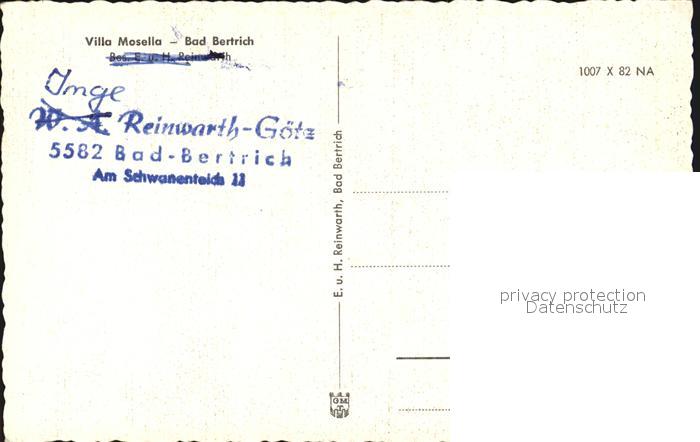 Villa Mosella – Bad Bertrich
Bes. E. u. H. Reinwarth
Inge
W. A. Reinwarth-Götz
5582 Bad-Bertrich
Am Schwanenteich 11
E. u. H. Reinwarth, Bad Bertrich
1007 X 82 NA
GM
privacy protection
Datenschutz